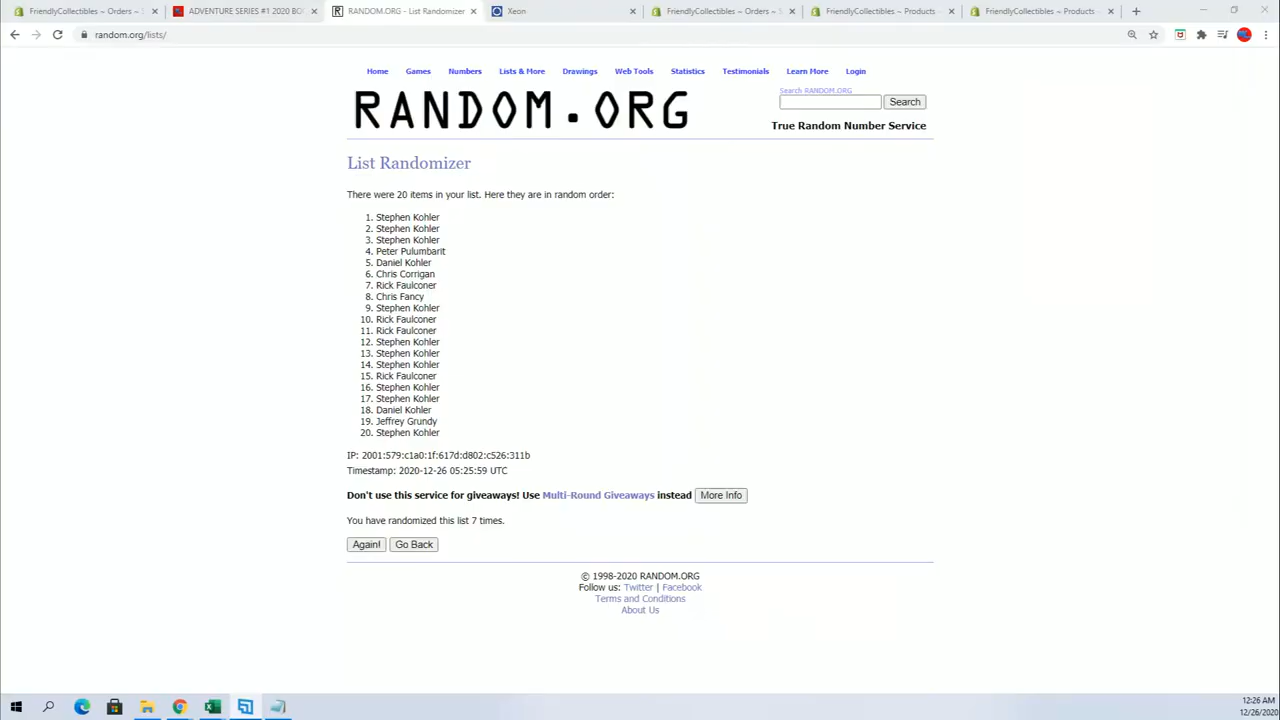 FriendlyCollectibles ~ Orders ~ S
ADVENTURE SERIES #1 2020 BO
RANDOM.ORG - List Randomizer
Xeon
FriendlyCollectibles ~ Orders ~
FriendlyCollectibles ~ Products
FriendlyCollectibles ~ Products
random.org/lists/
Home Games Numbers Lists & More Drawings Web Tools Statistics Testimonials Learn More Login
RANDOM.ORG
Search RANDOM.ORG
Search
True Random Number Service
List Randomizer
There were 20 items in your list. Here they are in random order:
1. Stephen Kohler
2. Stephen Kohler
3. Stephen Kohler
4. Peter Pulumbarit
5. Daniel Kohler
6. Chris Corrigan
7. Rick Faulconer
8. Chris Fancy
9. Stephen Kohler
10. Rick Faulconer
11. Rick Faulconer
12. Stephen Kohler
13. Stephen Kohler
14. Stephen Kohler
15. Rick Faulconer
16. Stephen Kohler
17. Stephen Kohler
18. Daniel Kohler
19. Jeffrey Grundy
20. Stephen Kohler
IP: 2001:579:c1a0:1f:617d:d802:c526:311b
Timestamp: 2020-12-26 05:25:59 UTC
Don't use this service for giveaways! Use Multi-Round Giveaways instead More Info
You have randomized this list 7 times.
Again! Go Back
© 1998-2020 RANDOM.ORG
Follow us: Twitter | Facebook
Terms and Conditions
About Us
12:26 AM
12/26/2020